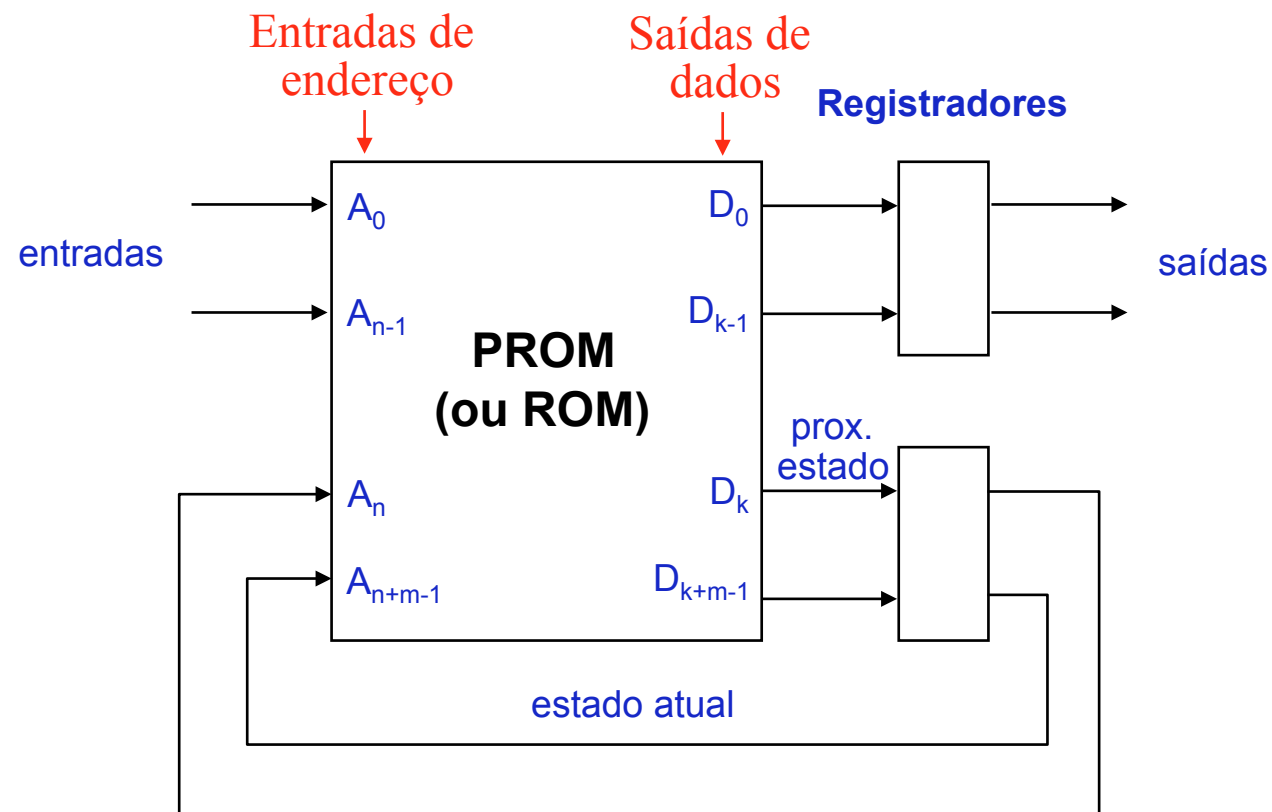 Entradas de
endereço
Saídas de
dados
Registradores
entradas
A0
An-1
PROM
(ou ROM)
D0
Dk-1
saídas
prox.
estado
An
An+m-1
Dk
Dk+m-1
estado atual